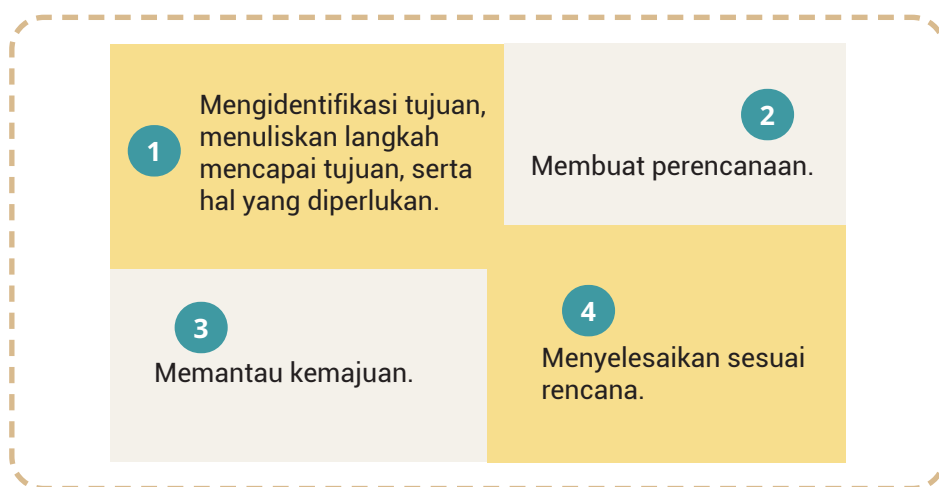 1
Mengidentifikasi tujuan,
menuliskan langkah
mencapai tujuan, serta
hal yang diperlukan.
2
Membuat perencanaan.
3
Memantau kemajuan.
4
Menyelesaikan sesuai
rencana.